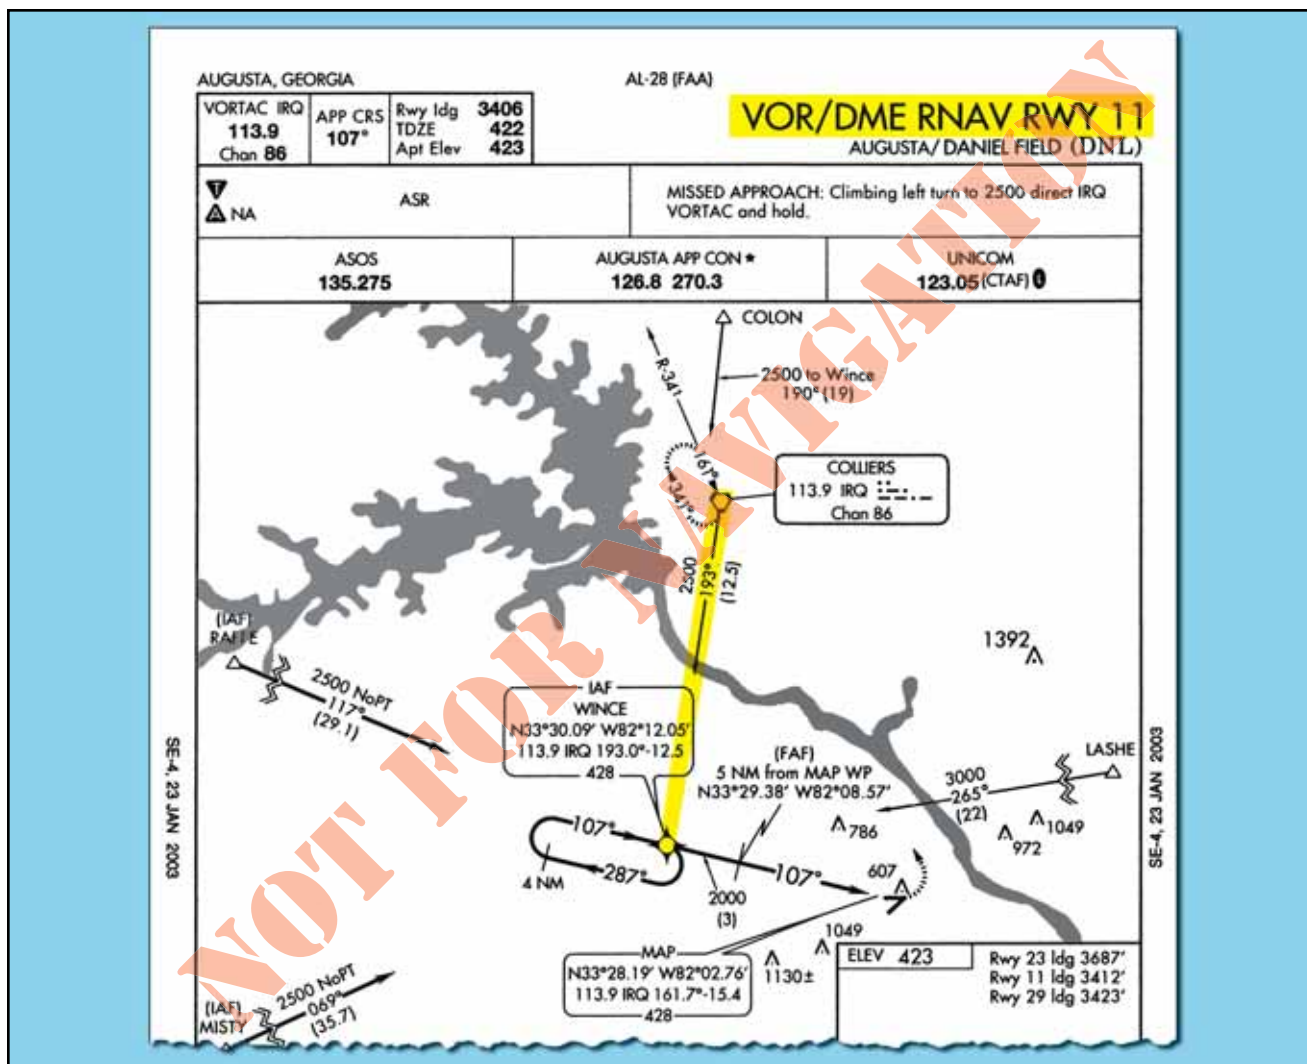 AUGUSTA, GEORGIA
AL-28 (FAA)
VORTAC IRQ
113.9
Chan 86
APP CRS
107°
Rwy ldg 3406
TDZE 422
Apt Elev 423
VOR/DME RNAV RWY 11
AUGUSTA/ DANIEL FIELD (DNL)
T
A NA
ASR
MISSED APPROACH: Climbing left turn to 2500 direct IRQ
VORTAC and hold.
ASOS
135.275
AUGUSTA APP CON ★
126.8 270.3
UNICOM
123.05 (CTAF)
COLON
R-341
2500 to Wince
190° (19)
161°
341°
COLLIERS
113.9 IRQ
Chan 86
2500
193°
(12.5)
(IAF)
RAFFE
2500 NoPT
117°
(29.1)
1392
IAF
WINCE
N33°30.09′ W82°12.05′
113.9 IRQ 193.0°-12.5
428
(FAF)
5 NM from MAP WP
N33°29.38′ W82°08.57′
LASHE
3000
265°
(22)
786
1049
972
107°
287°
4 NM
2000
(3)
107°
607
1049
1130±
MAP
N33°28.19′ W82°02.76′
113.9 IRQ 161.7°-15.4
428
ELEV 423
Rwy 23 ldg 3687′
Rwy 11 ldg 3412′
Rwy 29 ldg 3423′
(IAF)
MISTY
2500 NoPT
069°
(35.7)
SE-4, 23 JAN 2003
SE-4, 23 JAN 2003
NOT FOR NAVIGATION